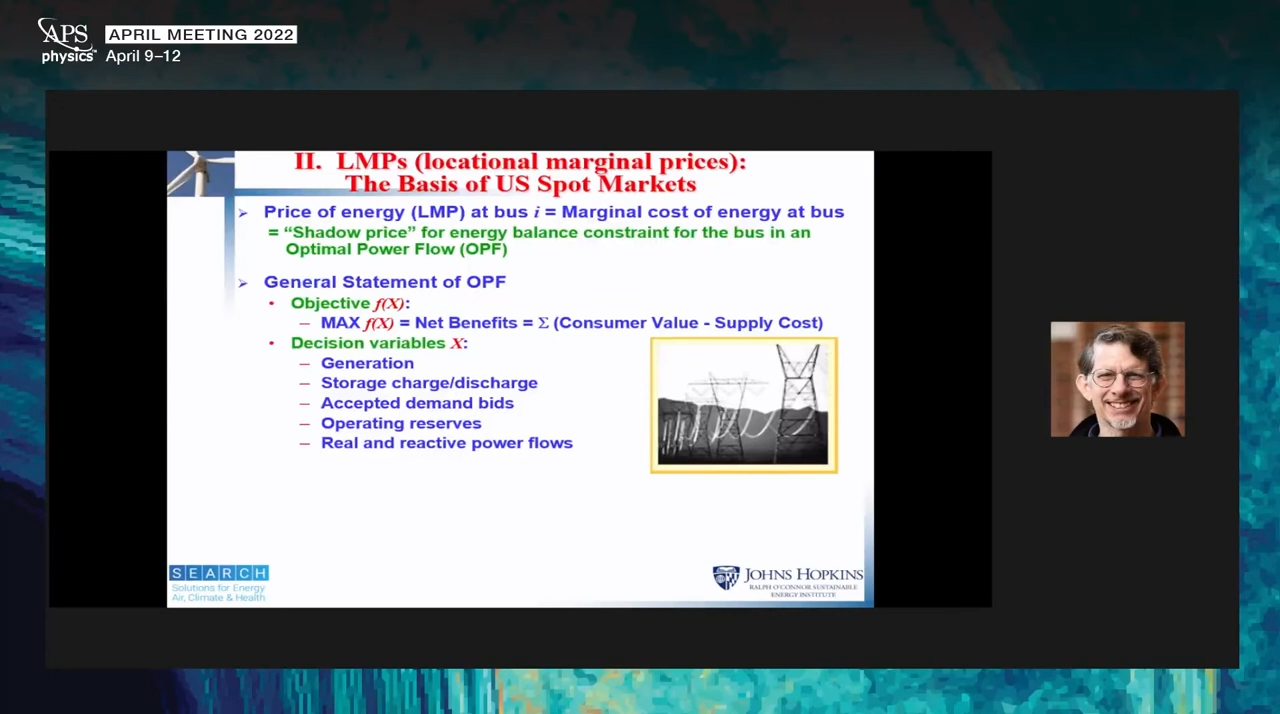 APS
physics™
APRIL MEETING 2022
April 9–12
II. LMPs (locational marginal prices):
The Basis of US Spot Markets
➢ Price of energy (LMP) at bus i = Marginal cost of energy at bus
= “Shadow price” for energy balance constraint for the bus in an
Optimal Power Flow (OPF)
➢ General Statement of OPF
• Objective f(X):
– MAX f(X) = Net Benefits = Σ (Consumer Value - Supply Cost)
• Decision variables X:
– Generation
– Storage charge/discharge
– Accepted demand bids
– Operating reserves
– Real and reactive power flows
SEARCH
Solutions for Energy
Air, Climate & Health
JOHNS HOPKINS
RALPH O'CONNOR SUSTAINABLE
ENERGY INSTITUTE